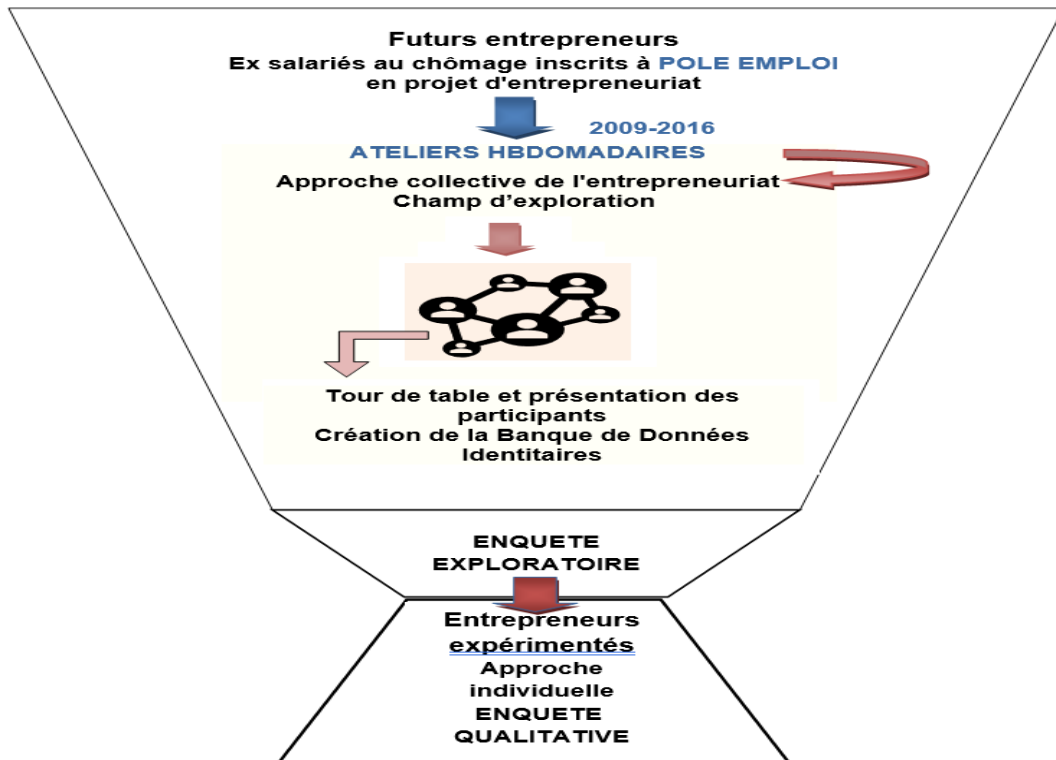 Futurs entrepreneurs
Ex salariés au chômage inscrits à POLE EMPLOI
en projet d'entrepreneuriat
2009-2016
ATELIERS HBDOMADAIRES
Approche collective de l'entrepreneuriat
Champ d’exploration
Tour de table et présentation des
participants
Création de la Banque de Données
Identitaires
ENQUETE
EXPLORATOIRE
Entrepreneurs
expérimentés
Approche
individuelle
ENQUETE
QUALITATIVE